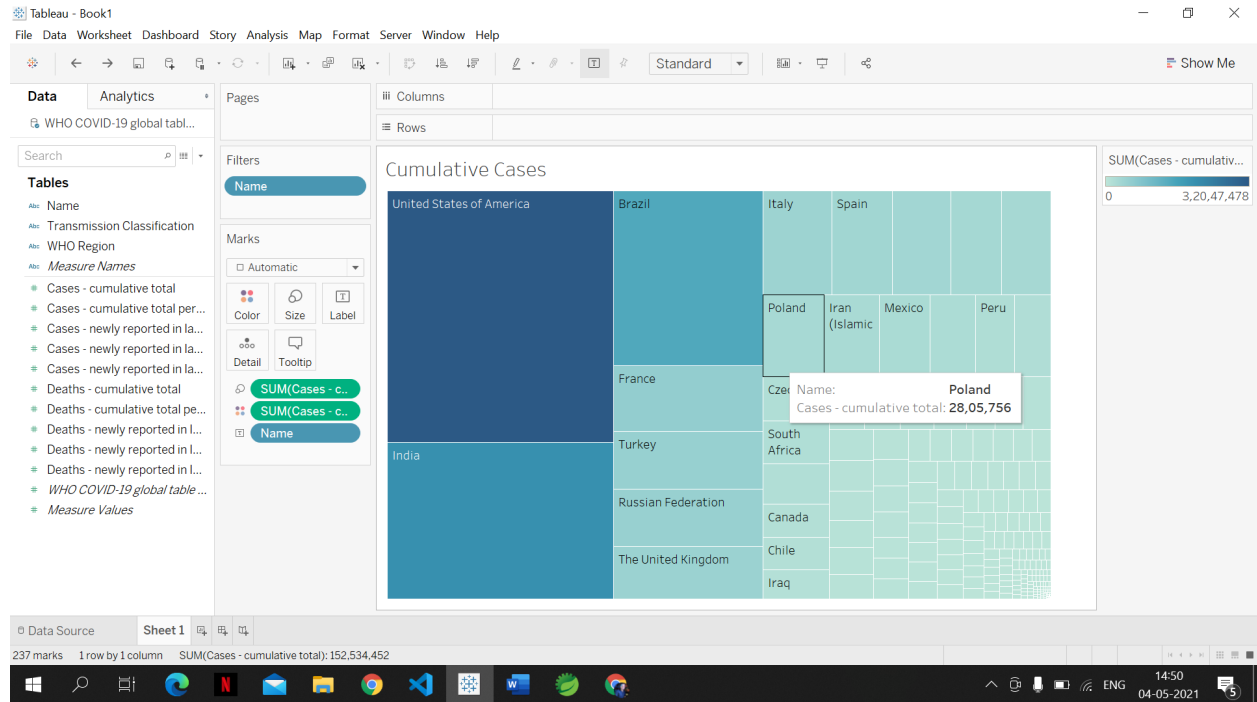 Tableau - Book1
File Data Worksheet Dashboard Story Analysis Map Format Server Window Help
Standard
Show Me
Data Analytics
WHO COVID-19 global tabl...
Search
Tables
Abc Name
Abc Transmission Classification
Abc WHO Region
Abc Measure Names
# Cases - cumulative total
# Cases - cumulative total per...
# Cases - newly reported in la...
# Cases - newly reported in la...
# Cases - newly reported in la...
# Deaths - cumulative total
# Deaths - cumulative total pe...
# Deaths - newly reported in l...
# Deaths - newly reported in l...
# Deaths - newly reported in l...
# WHO COVID-19 global table ...
# Measure Values
Pages
Filters
Name
Marks
Automatic
Color Size Label
Detail Tooltip
SUM(Cases - c..
SUM(Cases - c..
Name
Columns
Rows
Cumulative Cases
United States of America
India
Brazil
France
Turkey
Russian Federation
The United Kingdom
Italy
Spain
Poland
Iran
(Islamic
Mexico
Peru
Cze
South
Africa
Canada
Chile
Iraq
Name: Poland
Cases - cumulative total: 28,05,756
SUM(Cases - cumulativ...
0 3,20,47,478
Data Source Sheet 1
237 marks 1 row by 1 column SUM(Cases - cumulative total): 152,534,452
ENG
14:50
04-05-2021
5